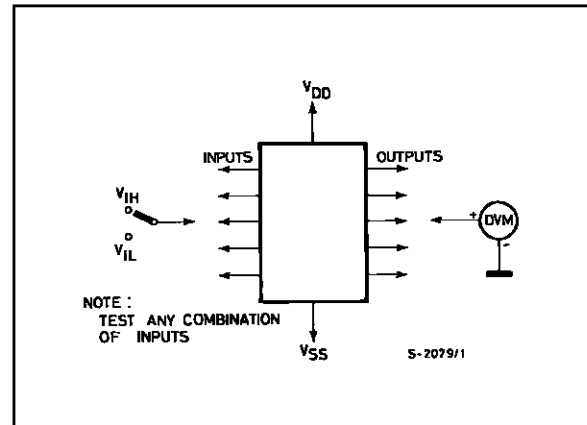 VDD
INPUTS
OUTPUTS
VIH
VIL
+
DVM
-
NOTE :
TEST ANY COMBINATION
OF INPUTS
VSS
S-2079/1